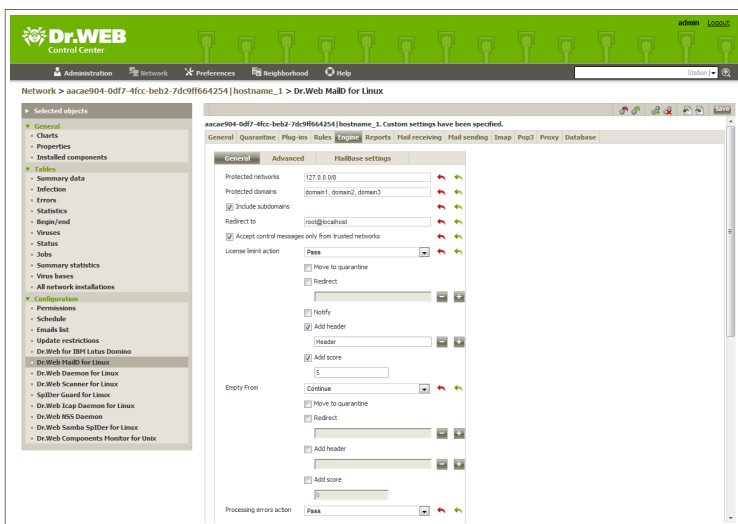 admin Logout
Dr.WEB
Control Center
Administration Network Preferences Neighborhood Help Station
Network > aacae904-0df7-4fcc-beb2-7dc9ff664254|hostname_1 > Dr.Web MailD for Linux
Selected objects
General
Charts
Properties
Installed components
Tables
Summary data
Infection
Errors
Statistics
Begin/end
Viruses
Status
Jobs
Summary statistics
Virus bases
All network installations
Configuration
Permissions
Schedule
Emails list
Update restrictions
Dr.Web for IBM Lotus Domino
Dr.Web MailD for Linux
Dr.Web Daemon for Linux
Dr.Web Scanner for Linux
SpIDer Guard for Linux
Dr.Web Icap Daemon for Linux
Dr.Web NSS Daemon
Dr.Web Samba SpIDer for Linux
Dr.Web Components Monitor for Unix
Save
aacae904-0df7-4fcc-beb2-7dc9ff664254|hostname_1. Custom settings have been specified.
General Quarantine Plug-ins Rules Engine Reports Mail receiving Mail sending Imap Pop3 Proxy Database
General Advanced MailBase settings
Protected networks 127.0.0.0/8
Protected domains domain1, domain2, domain3
Include subdomains
Redirect to root@localhost
Accept control messages only from trusted networks
License limint action Pass
Move to quarantine
Redirect
Notify
Add header
Header
Add score
5
Empty From Continue
Move to quarantine
Redirect
Add header
Add score
0
Processing errors action Pass